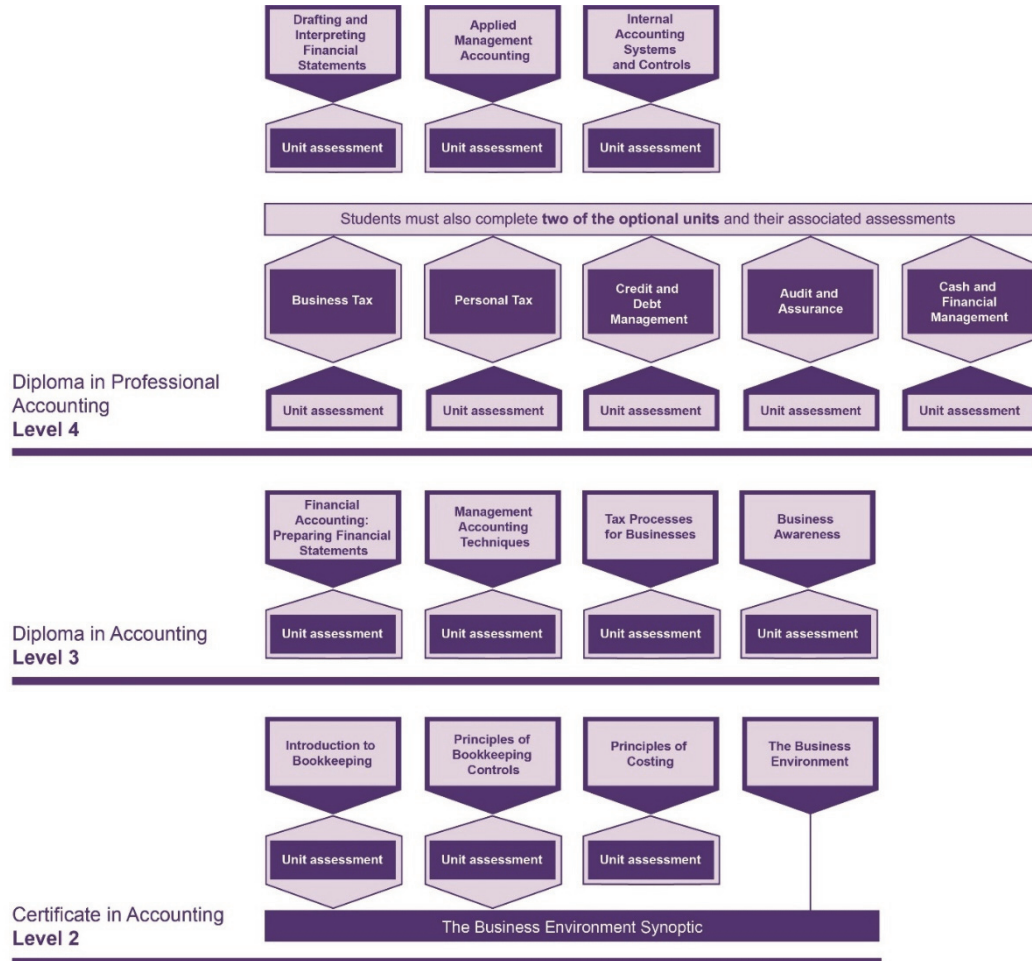 Drafting and
Interpreting
Financial
Statements
Applied
Management
Accounting
Internal
Accounting
Systems
and Controls
Unit assessment
Unit assessment
Unit assessment
Students must also complete two of the optional units and their associated assessments
Business Tax
Personal Tax
Credit and
Debt
Management
Audit and
Assurance
Cash and
Financial
Management
Diploma in Professional
Accounting
Level 4
Unit assessment
Unit assessment
Unit assessment
Unit assessment
Unit assessment
Financial
Accounting:
Preparing Financial
Statements
Management
Accounting
Techniques
Tax Processes
for Businesses
Business
Awareness
Diploma in Accounting
Level 3
Unit assessment
Unit assessment
Unit assessment
Unit assessment
Introduction to
Bookkeeping
Principles of
Bookkeeping
Controls
Principles of
Costing
The Business
Environment
Unit assessment
Unit assessment
Unit assessment
Certificate in Accounting
Level 2
The Business Environment Synoptic